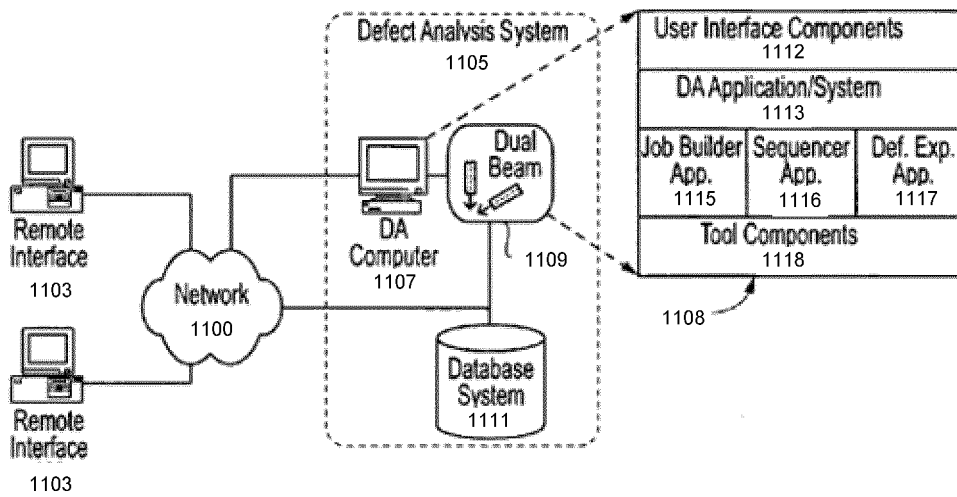 Defect Analysis System
1105
User Interface Components
1112
DA Application/System
1113
Job Builder
App.
1115
Sequencer
App.
1116
Def. Exp.
App.
1117
Tool Components
1118
1108
Dual
Beam
1109
DA
Computer
1107
Remote
Interface
1103
Network
1100
Database
System
1111
Remote
Interface
1103